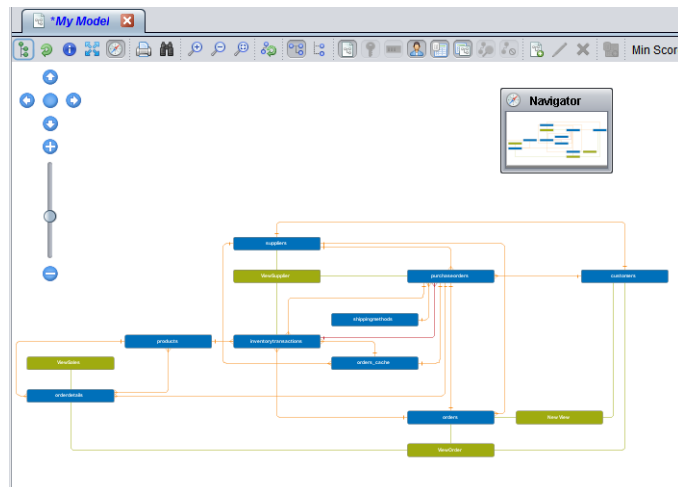 *My Model
Min Scor
Navigator
suppliers
ViewSupplier
purchaseorders
customers
shippingmethods
products
inventorytransactions
ViewSales
orders_cache
orderdetails
orders
New View
ViewOrder